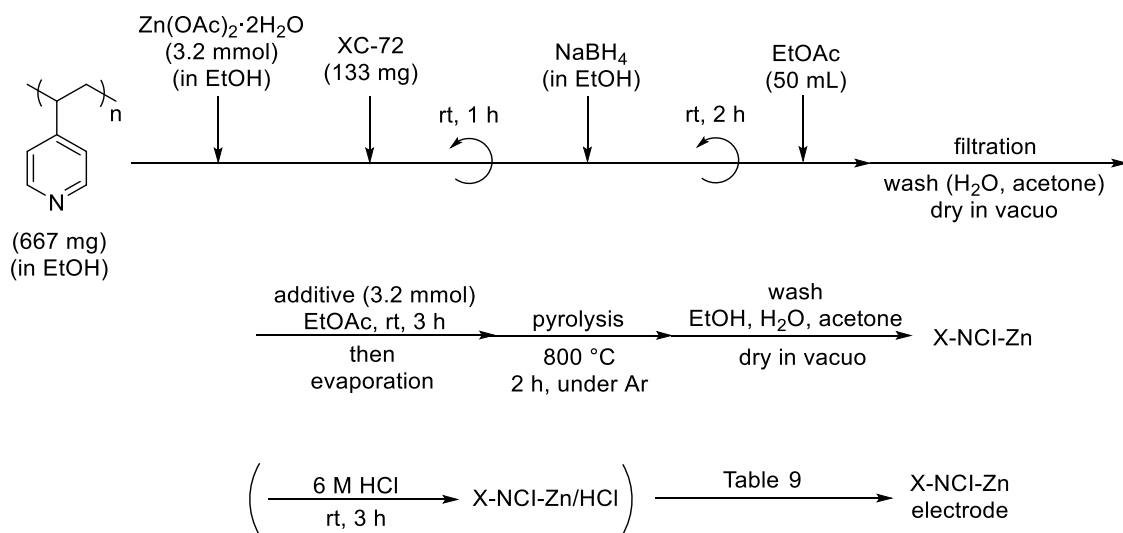 Zn(OAc)₂·2H₂O
(3.2 mmol)
(in EtOH)
XC-72
(133 mg)
rt, 1 h
NaBH₄
(in EtOH)
rt, 2 h
EtOAc
(50 mL)
n
N
(667 mg)
(in EtOH)
filtration
wash (H₂O, acetone)
dry in vacuo
additive (3.2 mmol)
EtOAc, rt, 3 h
then
evaporation
pyrolysis
800 °C
2 h, under Ar
wash
EtOH, H₂O, acetone
dry in vacuo
X-NCI-Zn
6 M HCl
rt, 3 h
X-NCI-Zn/HCl
Table 9
X-NCI-Zn
electrode